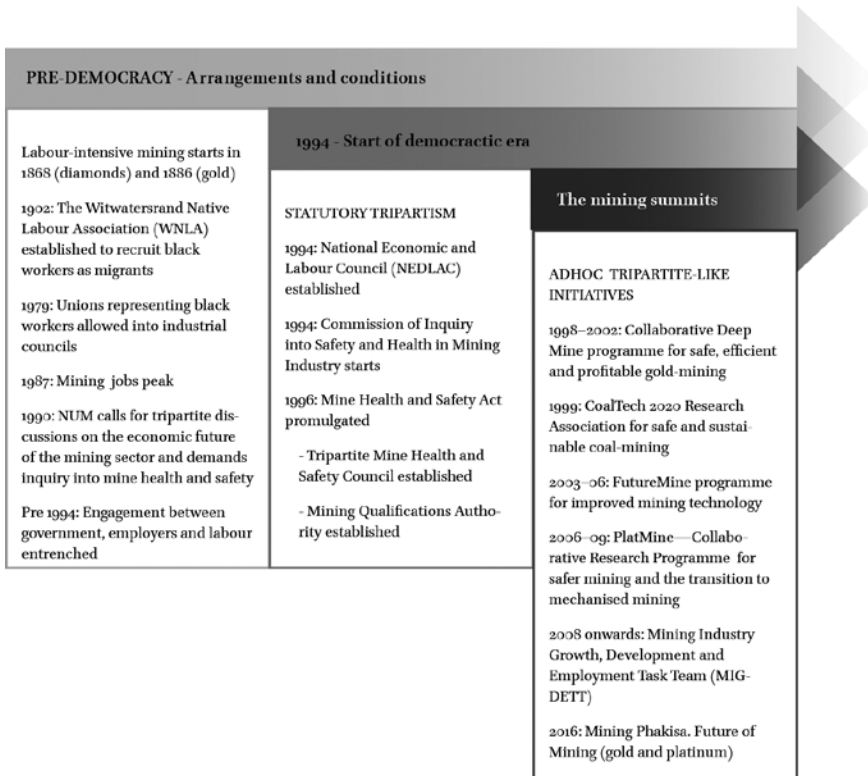 PRE-DEMOCRACY - Arrangements and conditions
Labour-intensive mining starts in
1868 (diamonds) and 1886 (gold)
1902: The Witwatersrand Native
Labour Association (WNLA)
established to recruit black
workers as migrants
1979: Unions representing black
workers allowed into industrial
councils
1987: Mining jobs peak
1990: NUM calls for tripartite dis-
cussions on the economic future
of the mining sector and demands
inquiry into mine health and safety
Pre 1994: Engagement between
government, employers and labour
entrenched
1994 - Start of democractic era
STATUTORY TRIPARTISM
1994: National Economic and
Labour Council (NEDLAC)
established
1994: Commission of Inquiry
into Safety and Health in Mining
Industry starts
1996: Mine Health and Safety Act
promulgated
- Tripartite Mine Health and
Safety Council established
- Mining Qualifications Autho-
rity established
The mining summits
ADHOC TRIPARTITE-LIKE
INITIATIVES
1998–2002: Collaborative Deep
Mine programme for safe, efficient
and profitable gold-mining
1999: CoalTech 2020 Research
Association for safe and sustai-
nable coal-mining
2003–06: FutureMine programme
for improved mining technology
2006–09: PlatMine—Collabo-
rative Research Programme for
safer mining and the transition to
mechanised mining
2008 onwards: Mining Industry
Growth, Development and
Employment Task Team (MIG-
DETT)
2016: Mining Phakisa. Future of
Mining (gold and platinum)